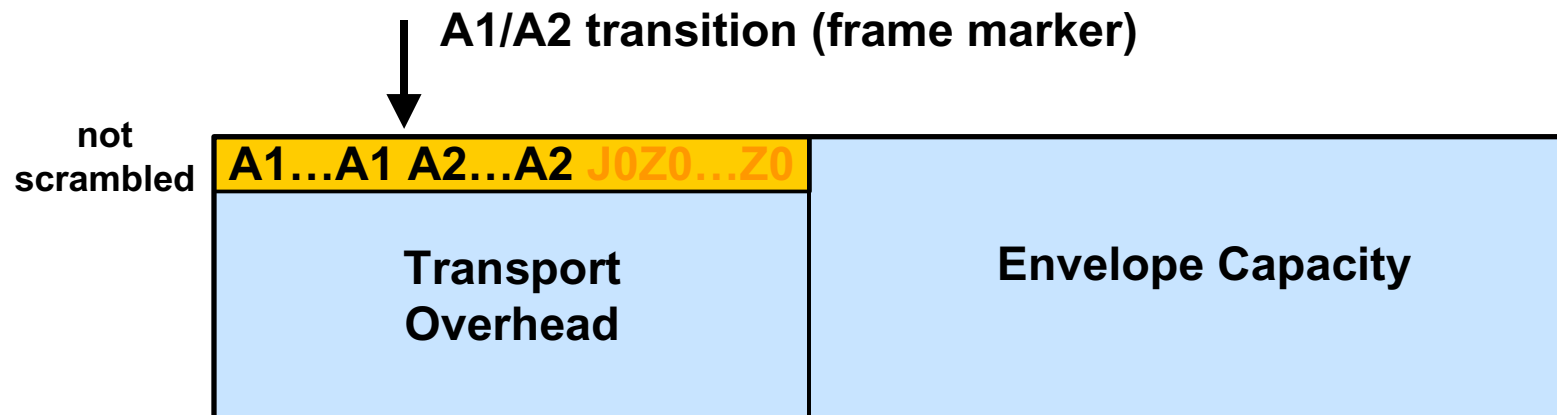 A1/A2 transition (frame marker)
not
scrambled
A1…A1 A2…A2 J0Z0…Z0
Transport
Overhead
Envelope Capacity